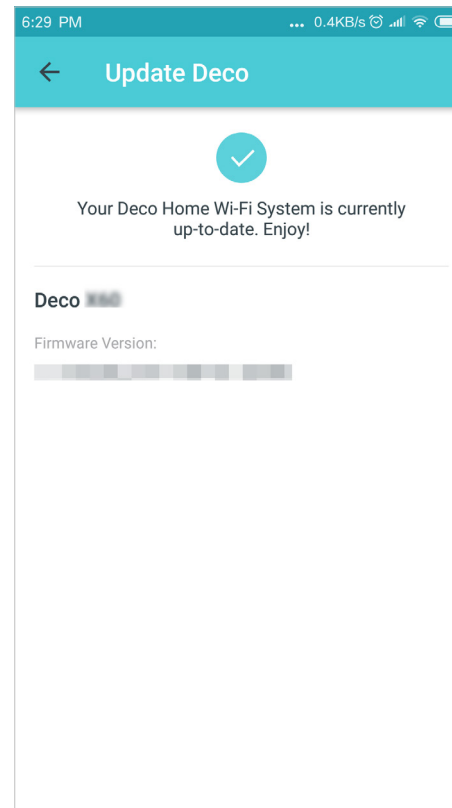 6:29 PM ... 0.4KB/s
Update Deco
Your Deco Home Wi-Fi System is currently
up-to-date. Enjoy!
Deco
Firmware Version: